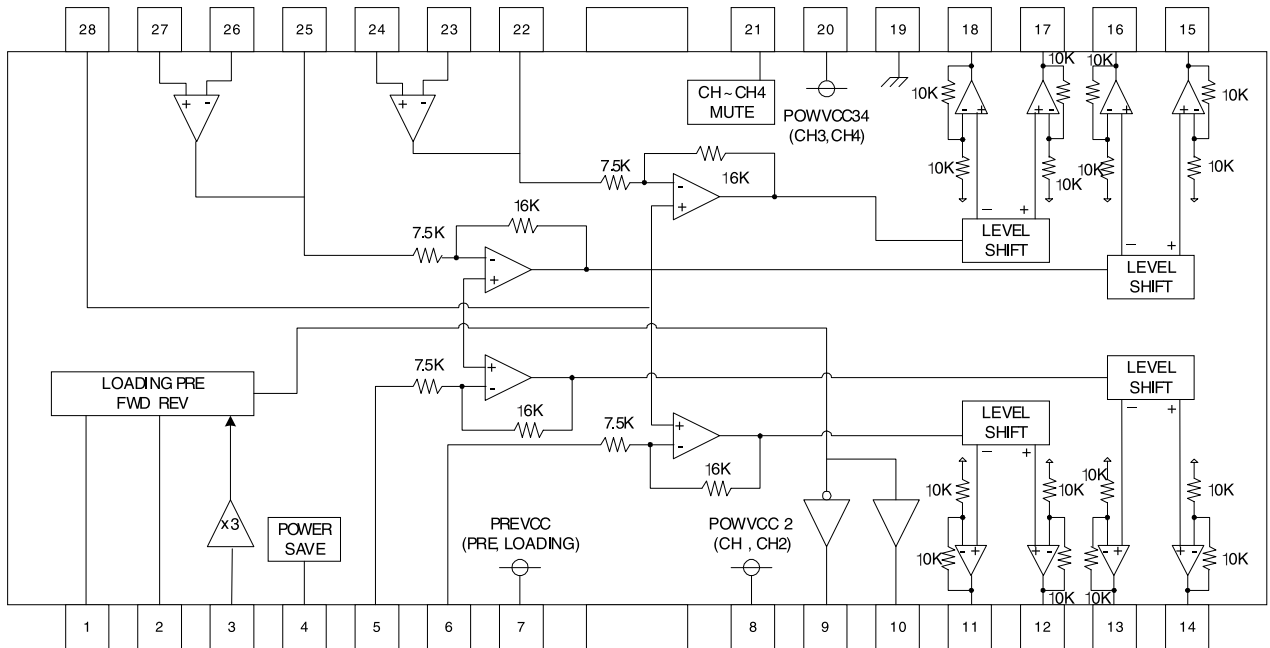 28 27 26 25 24 23 22 21 20 19 18 17 16 15
+ - + -
CH~CH4
MUTE
POWVCC34
(CH3, CH4)
10K 10K 10K 10K
10K 10K 10K 10K
- + + - - + + -
10K 10K 10K 10K
7.5K
16K
-
+
- +
LEVEL
SHIFT
7.5K
16K
-
+
- +
LEVEL
SHIFT
LOADING PRE
FWD REV
7.5K
+
-
16K
LEVEL
SHIFT
- +
7.5K
+
-
16K
LEVEL
SHIFT
- +
x3
POWER
SAVE
PREVCC
(PRE, LOADING)
POWVCC 2
(CH , CH2)
10K 10K 10K 10K
- + + - - + + -
10K 10K 10K 10K
1 2 3 4 5 6 7 8 9 10 11 12 13 14